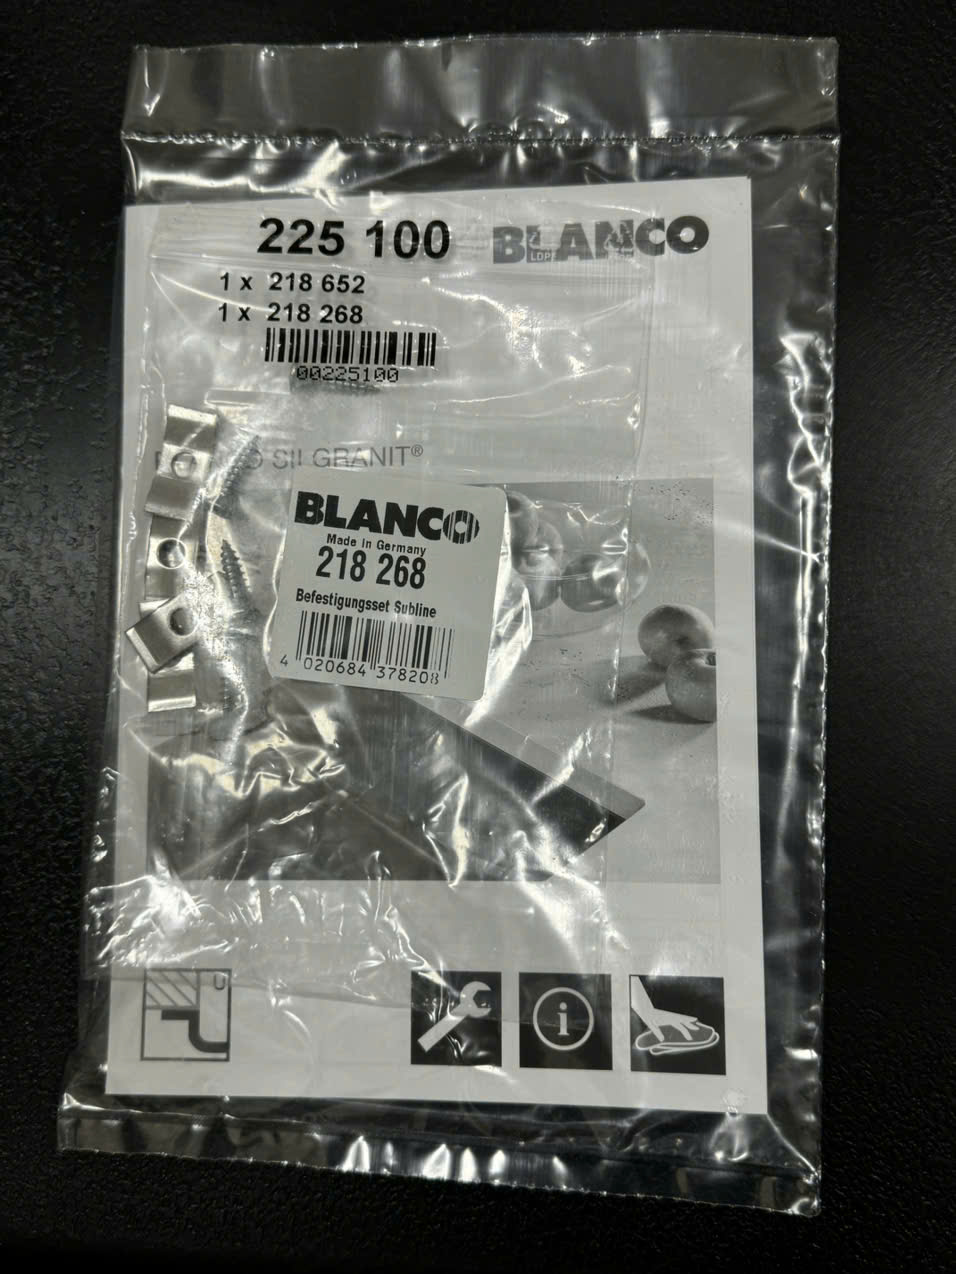 225 100 BLANCO
LDP
1 x 218 652
1 x 218 268
00225100
SILGRANIT®
BLANCO
Made in Germany
218 268
Befestigungsset Subline
4 020684 378208
U
i